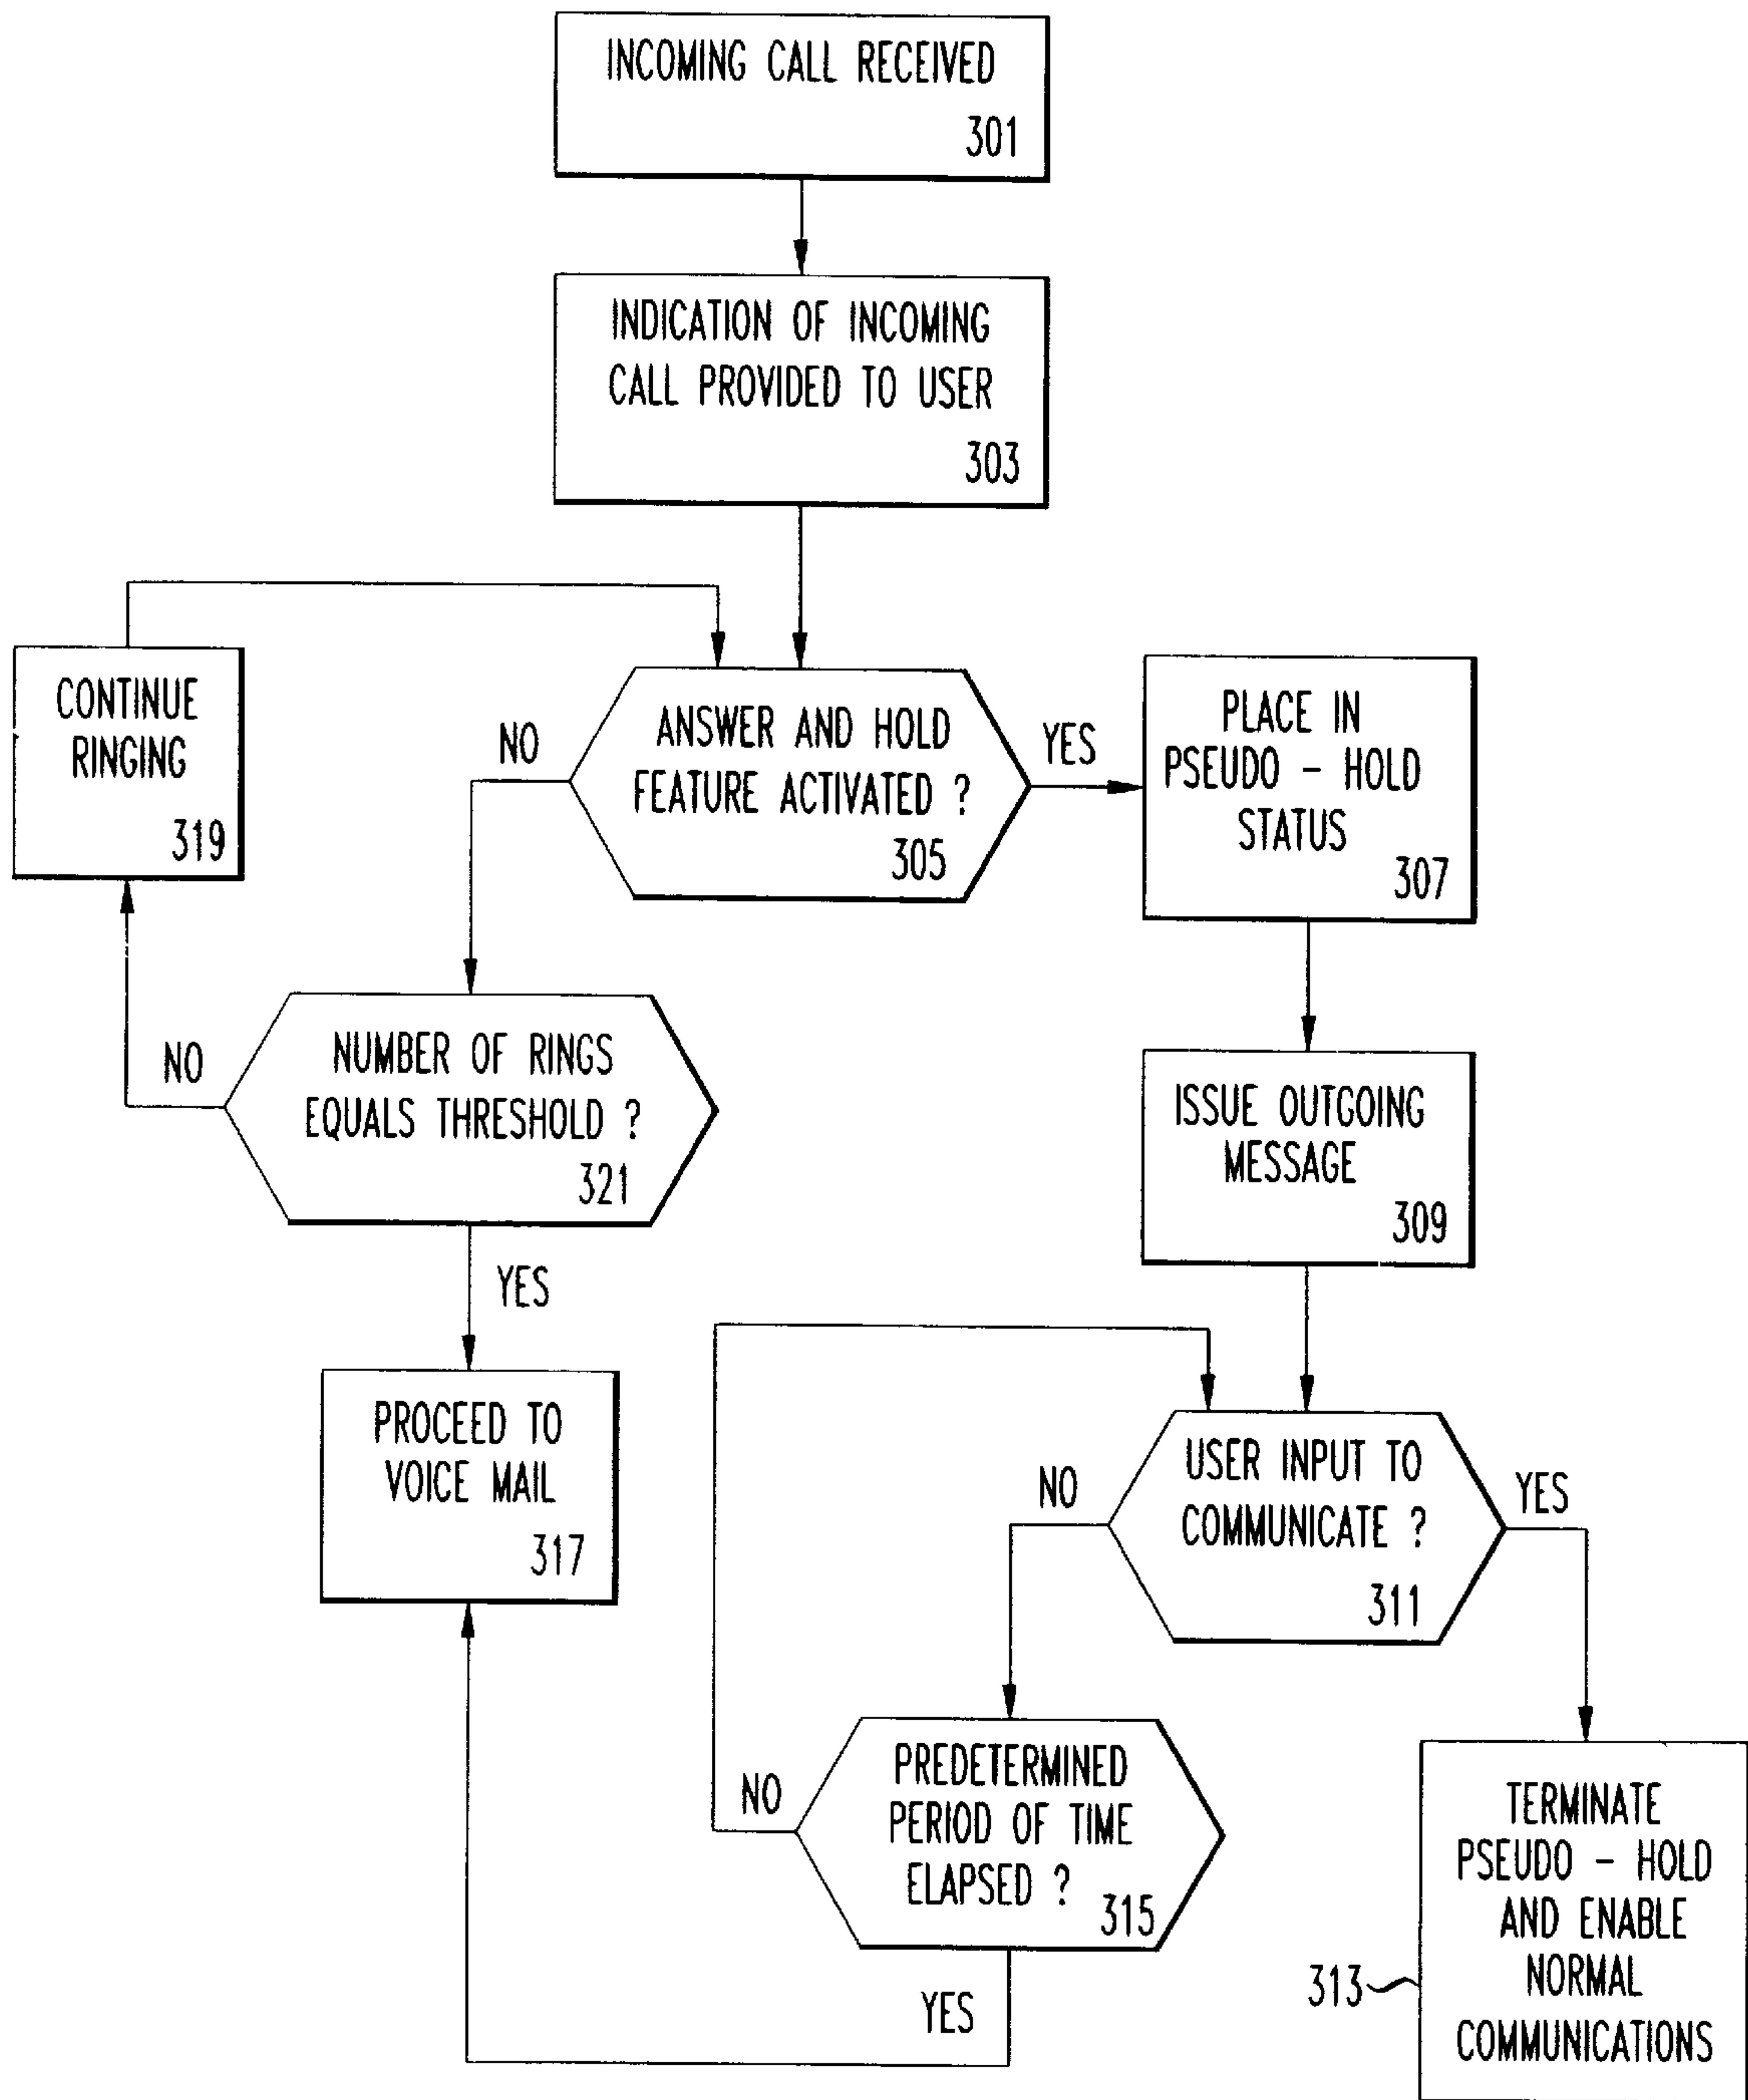 INCOMING CALL RECEIVED
301
INDICATION OF INCOMING
CALL PROVIDED TO USER
303
CONTINUE
RINGING
319
NO
ANSWER AND HOLD
FEATURE ACTIVATED ?
305
YES
PLACE IN
PSEUDO - HOLD
STATUS
307
NO
NUMBER OF RINGS
EQUALS THRESHOLD ?
321
YES
ISSUE OUTGOING
MESSAGE
309
PROCEED TO
VOICE MAIL
317
NO
USER INPUT TO
COMMUNICATE ?
311
YES
NO
PREDETERMINED
PERIOD OF TIME
ELAPSED ?
315
YES
313
TERMINATE
PSEUDO - HOLD
AND ENABLE
NORMAL
COMMUNICATIONS